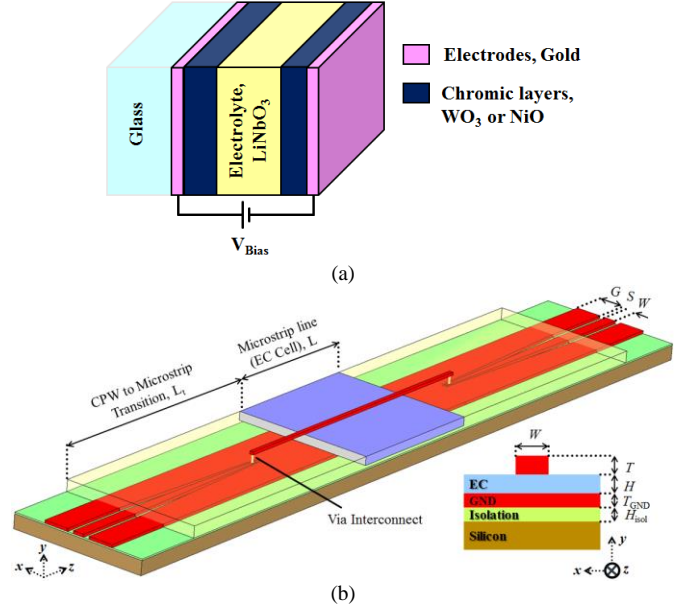 Glass
Electrolyte,
LiNbO3
Electrodes, Gold
Chromic layers,
WO3 or NiO
VBias
(a)
G
S
W
Microstrip line
(EC Cell), L
CPW to Microstrip
Transition, Lt
Via Interconnect
W
T
EC
H
GND
TGND
Isolation
Hisol
Silicon
y
x
z
y
x
z
(b)